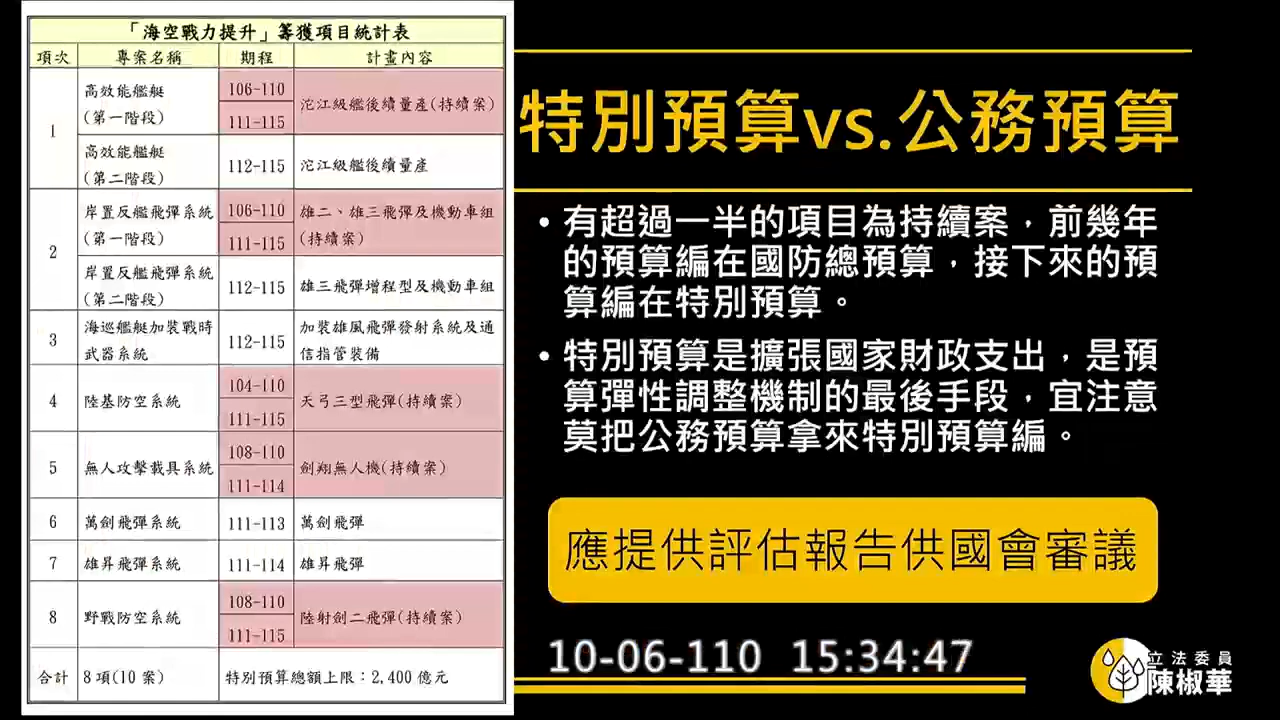 「海空戰力提升」籌獲項目統計表
項次 專案名稱 期程 計畫內容
1 高效能艦艇
(第一階段) 106-110
111-115 沱江級艦後續量產(持續案)
高效能艦艇
(第二階段) 112-115 沱江級艦後續量產
2 岸置反艦飛彈系統
(第一階段) 106-110
111-115 雄二、雄三飛彈及機動車組
(持續案)
岸置反艦飛彈系統
(第二階段) 112-115 雄三飛彈增程型及機動車組
3 海巡艦艇加裝戰時
武器系統 112-115 加裝雄風飛彈發射系統及通
信指管裝備
4 陸基防空系統 104-110
111-115 天弓三型飛彈(持續案)
5 無人攻擊載具系統 108-110
111-114 劍翔無人機(持續案)
6 萬劍飛彈系統 111-113 萬劍飛彈
7 雄昇飛彈系統 111-114 雄昇飛彈
8 野戰防空系統 108-110
111-115 陸射劍二飛彈(持續案)
合計 8項(10案) 特別預算總額上限：2,400億元
特別預算vs.公務預算
• 有超過一半的項目為持續案，前幾年
的預算編在國防總預算，接下來的預
算編在特別預算。
• 特別預算是擴張國家財政支出，是預
算彈性調整機制的最後手段，宜注意
莫把公務預算拿來特別預算編。
應提供評估報告供國會審議
10-06-110 15:34:47
立法委員
陳椒華